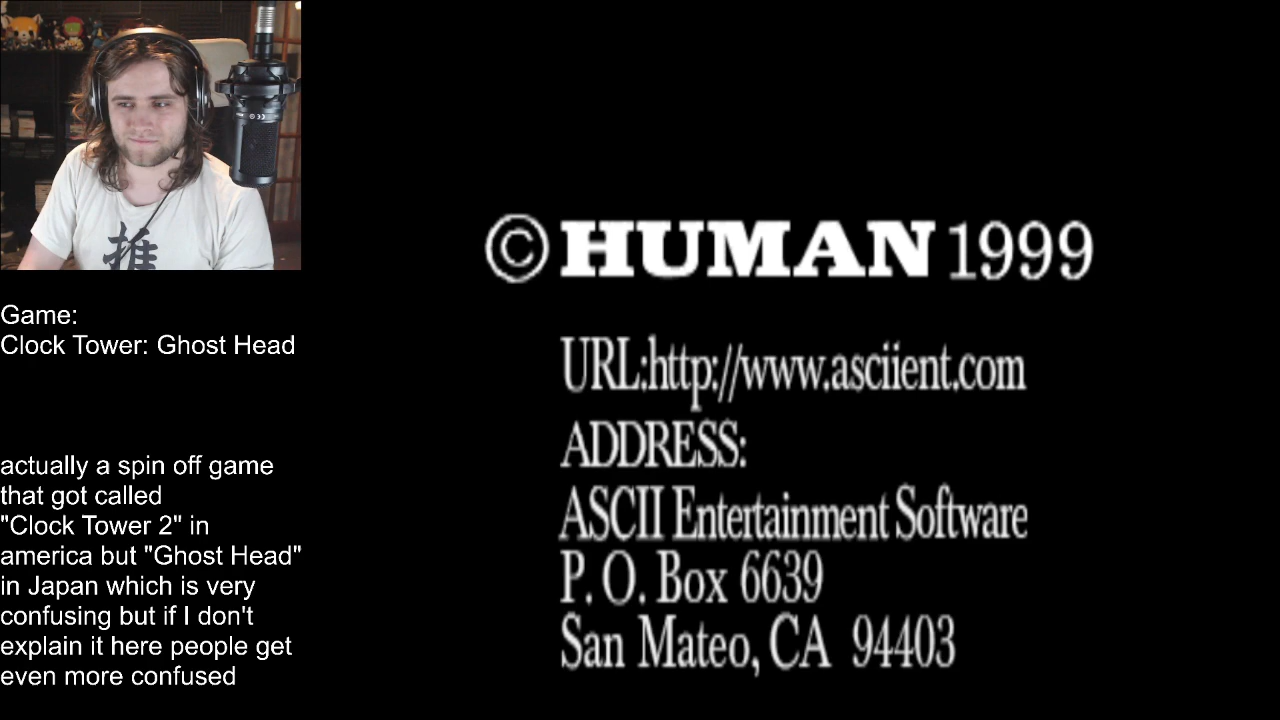 推
Game:
Clock Tower: Ghost Head
actually a spin off game
that got called
"Clock Tower 2" in
america but "Ghost Head"
in Japan which is very
confusing but if I don't
explain it here people get
even more confused
©HUMAN 1999
URL:http://www.asciient.com
ADDRESS:
ASCII Entertainment Software
P. O. Box 6639
San Mateo, CA 94403